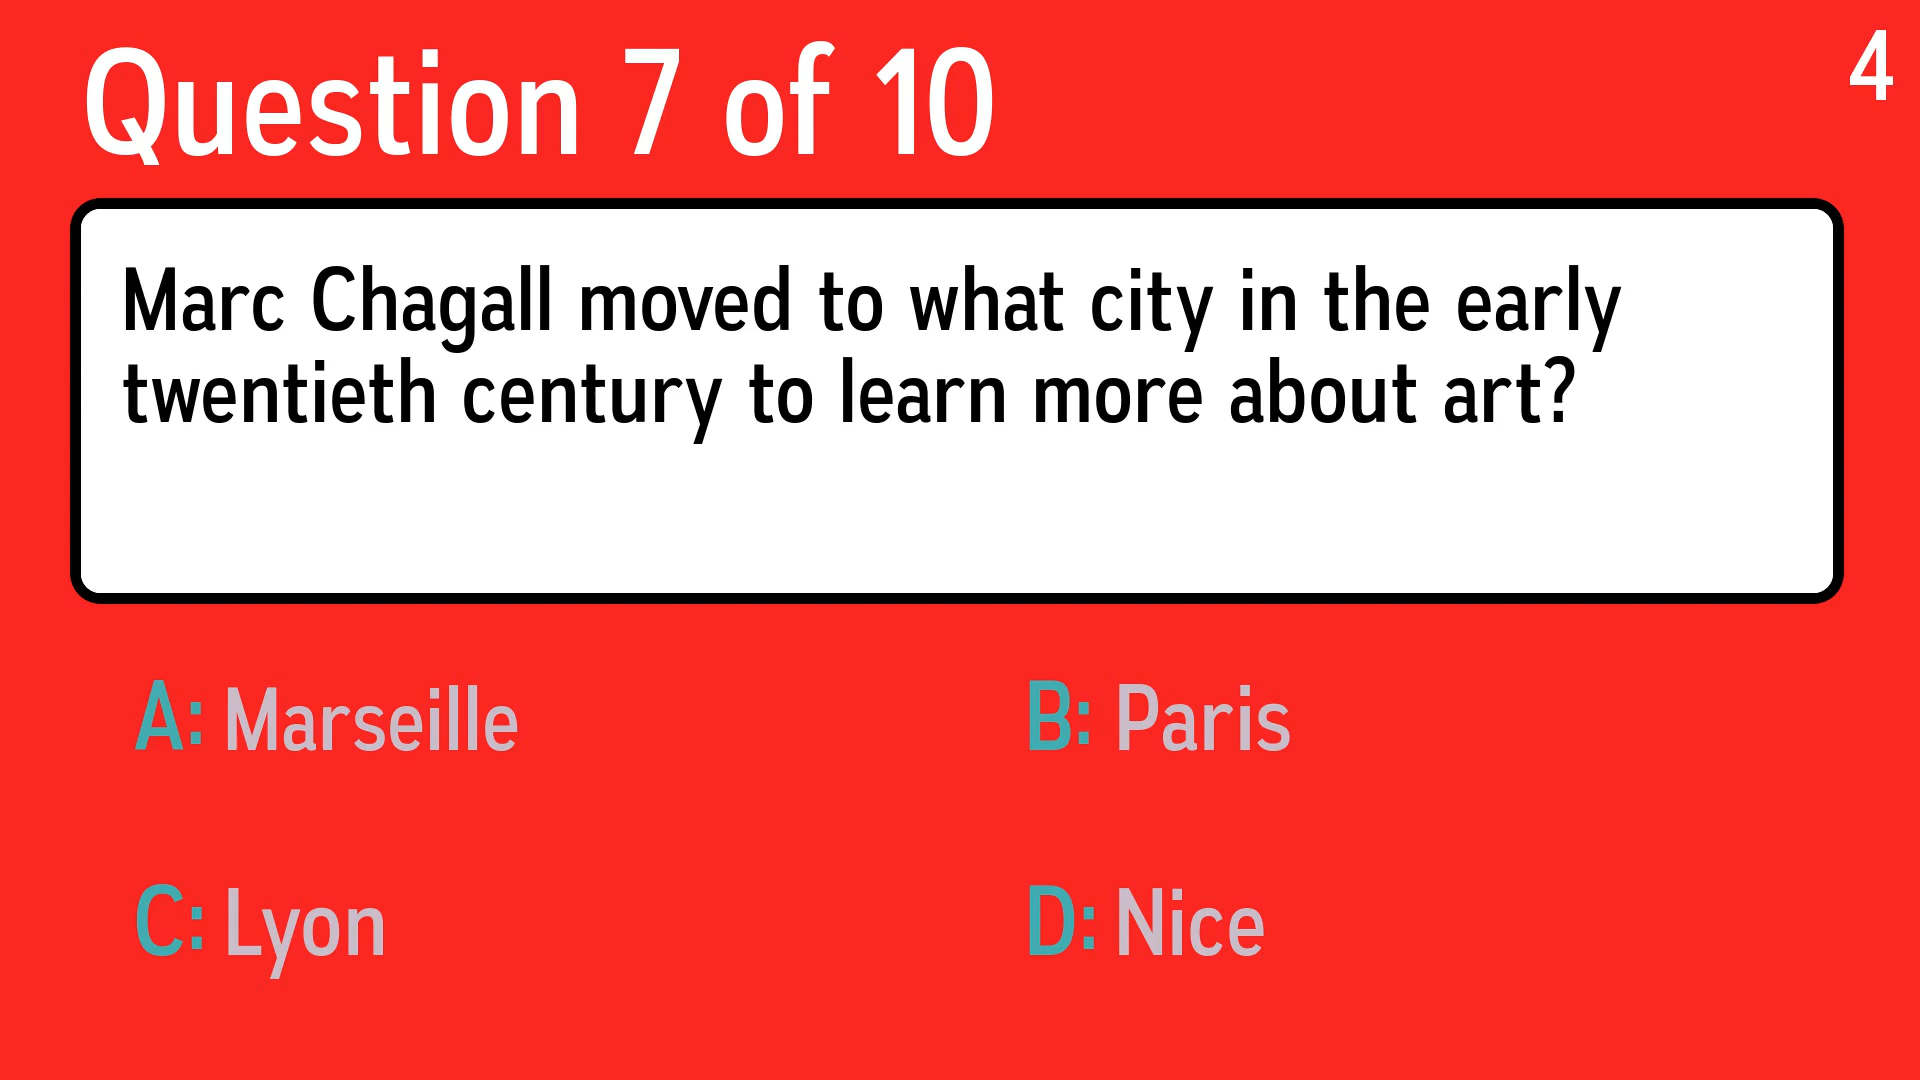 Question 7 of 10
4
Marc Chagall moved to what city in the early
twentieth century to learn more about art?
A: Marseille
B: Paris
C: Lyon
D: Nice